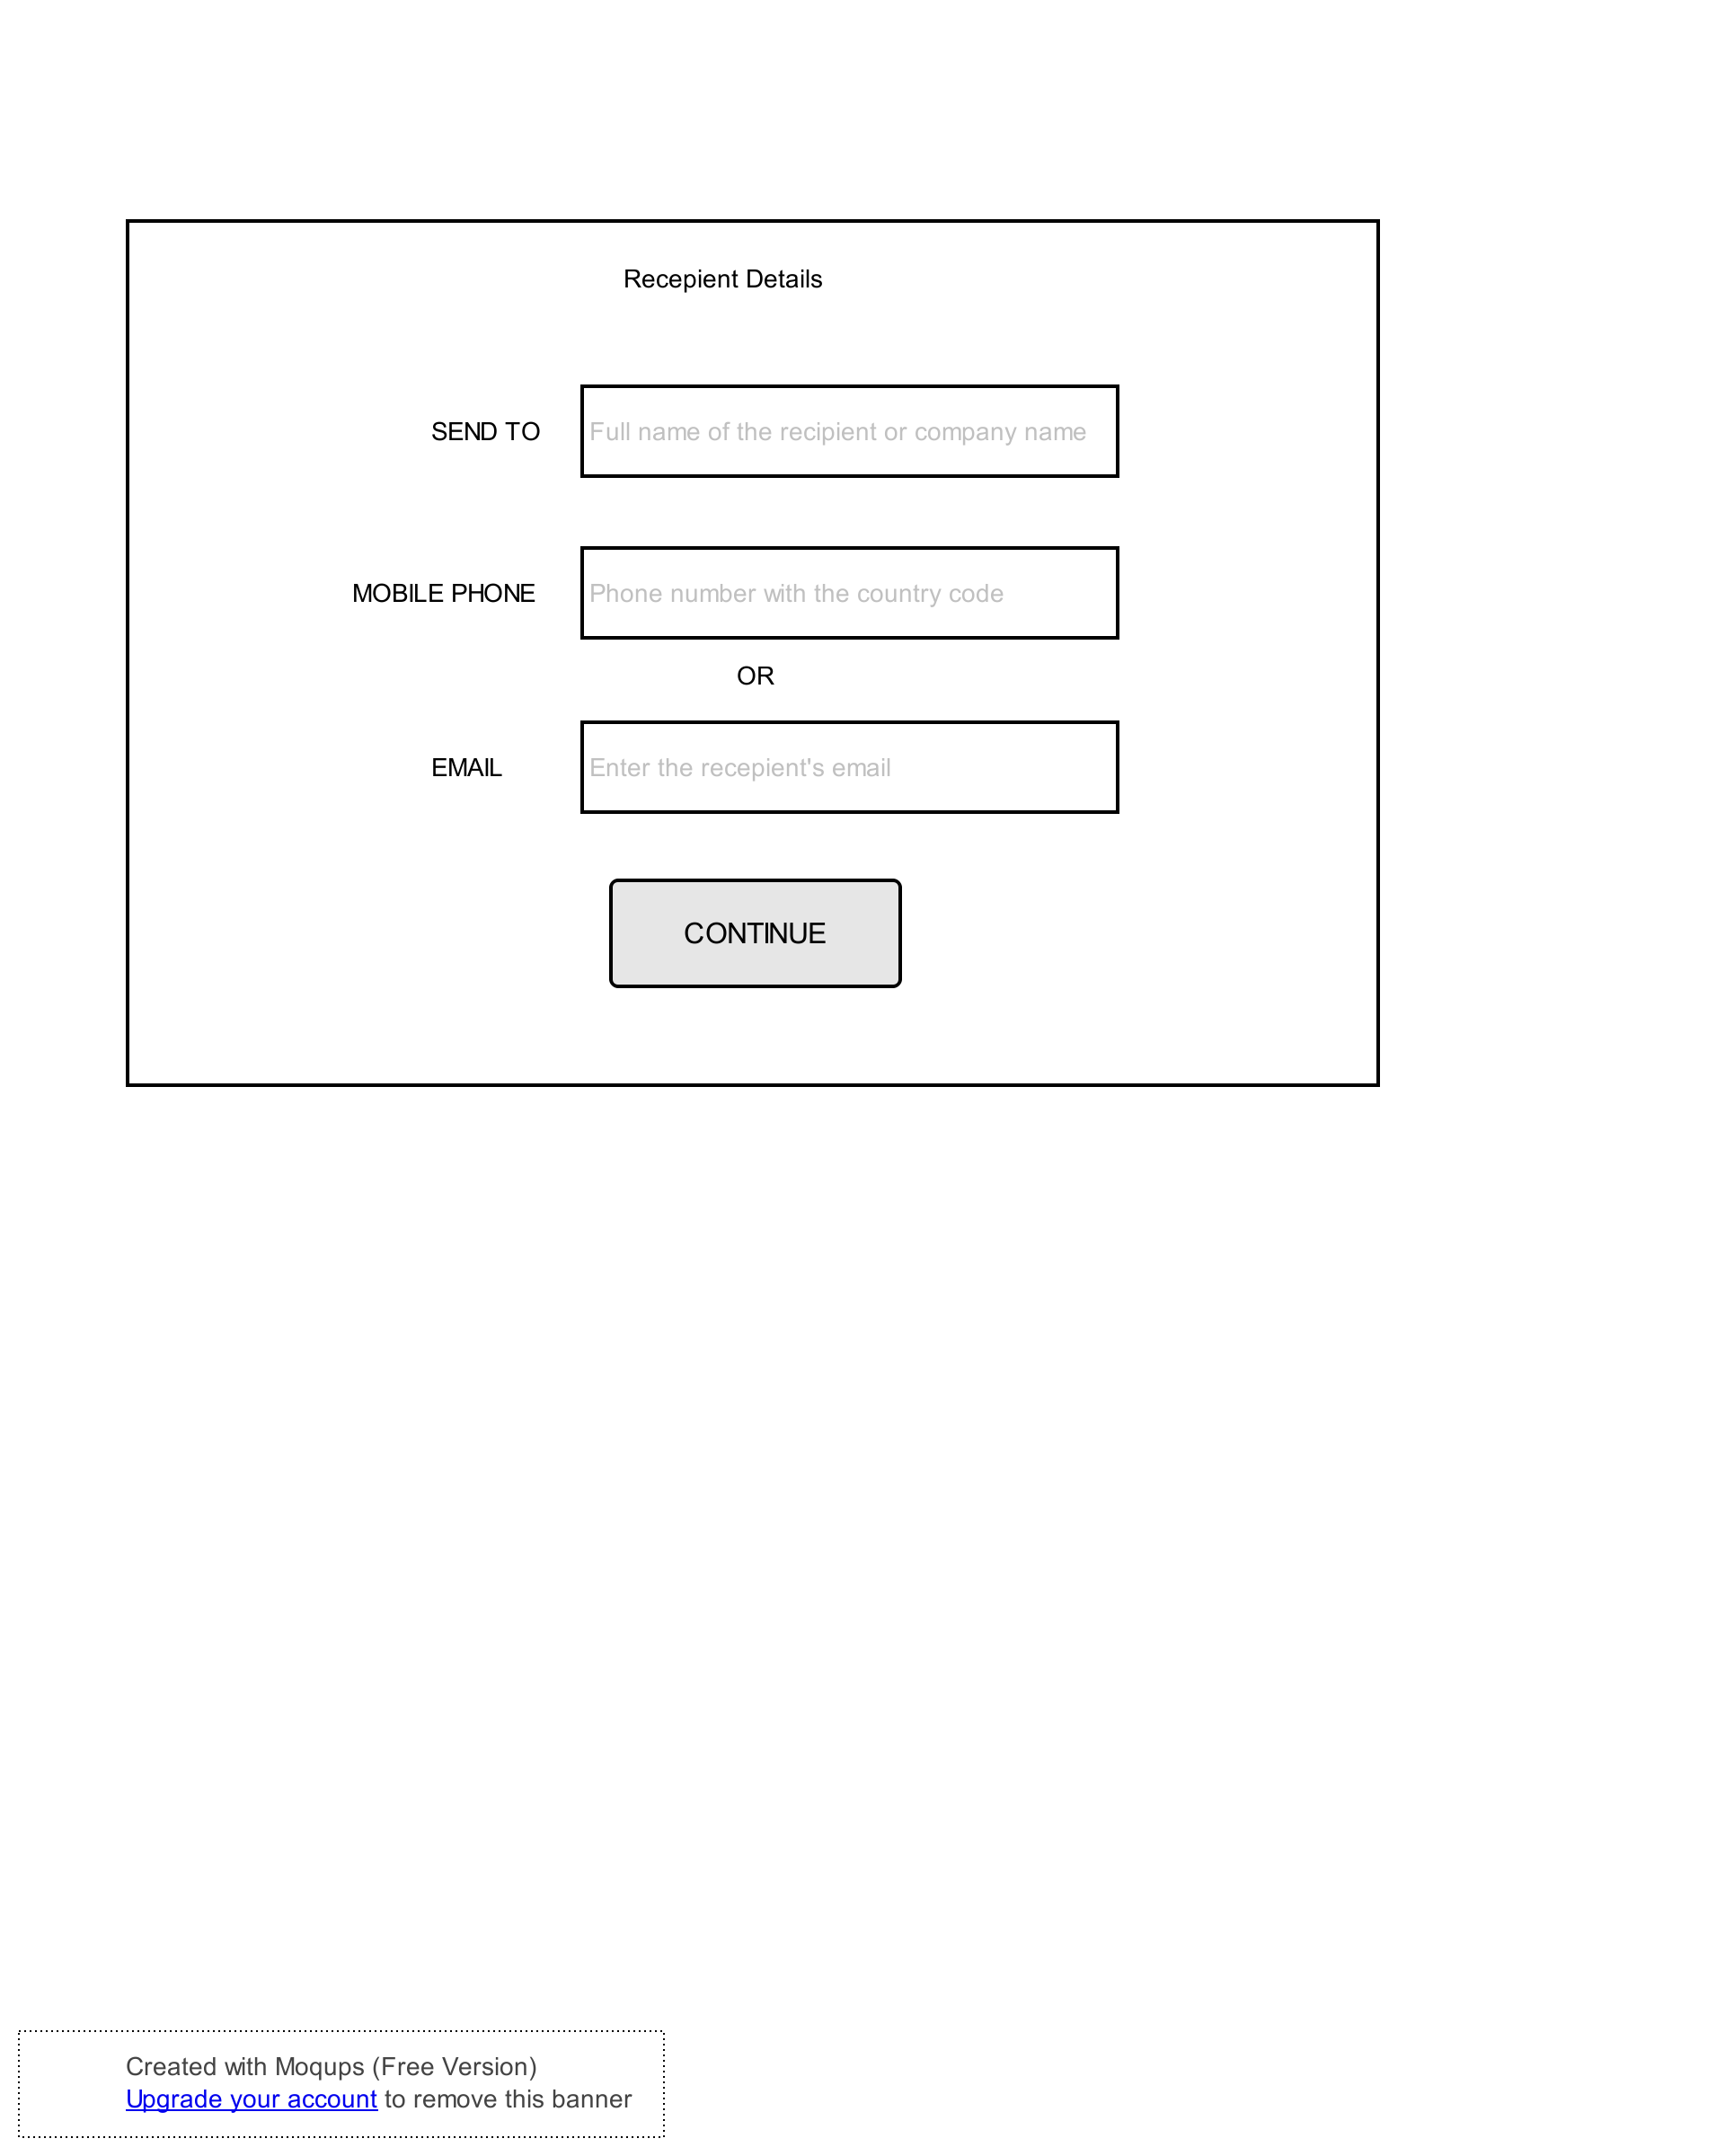 Recepient Details
SEND TO
Full name of the recipient or company name
MOBILE PHONE
Phone number with the country code
OR
EMAIL
Enter the recepient's email
CONTINUE
Created with Moqups (Free Version)
Upgrade your account to remove this banner